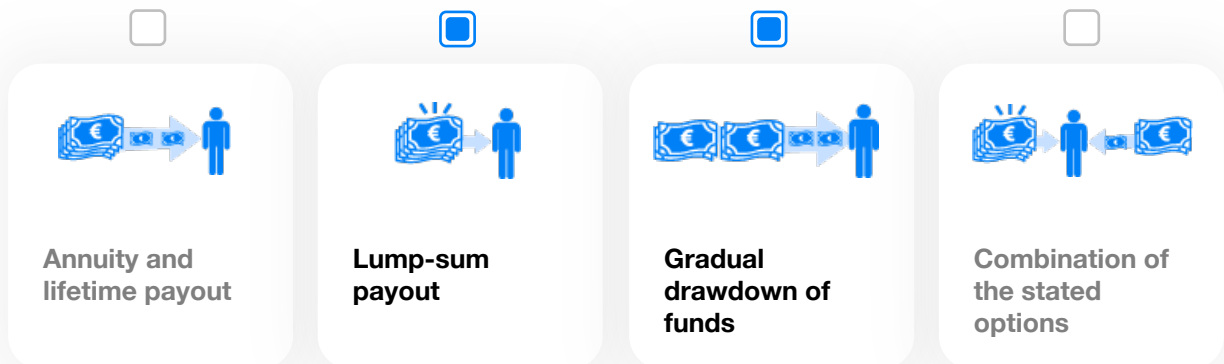 Annuity and
lifetime payout
Lump-sum
payout
Gradual
drawdown of
funds
Combination of
the stated
options